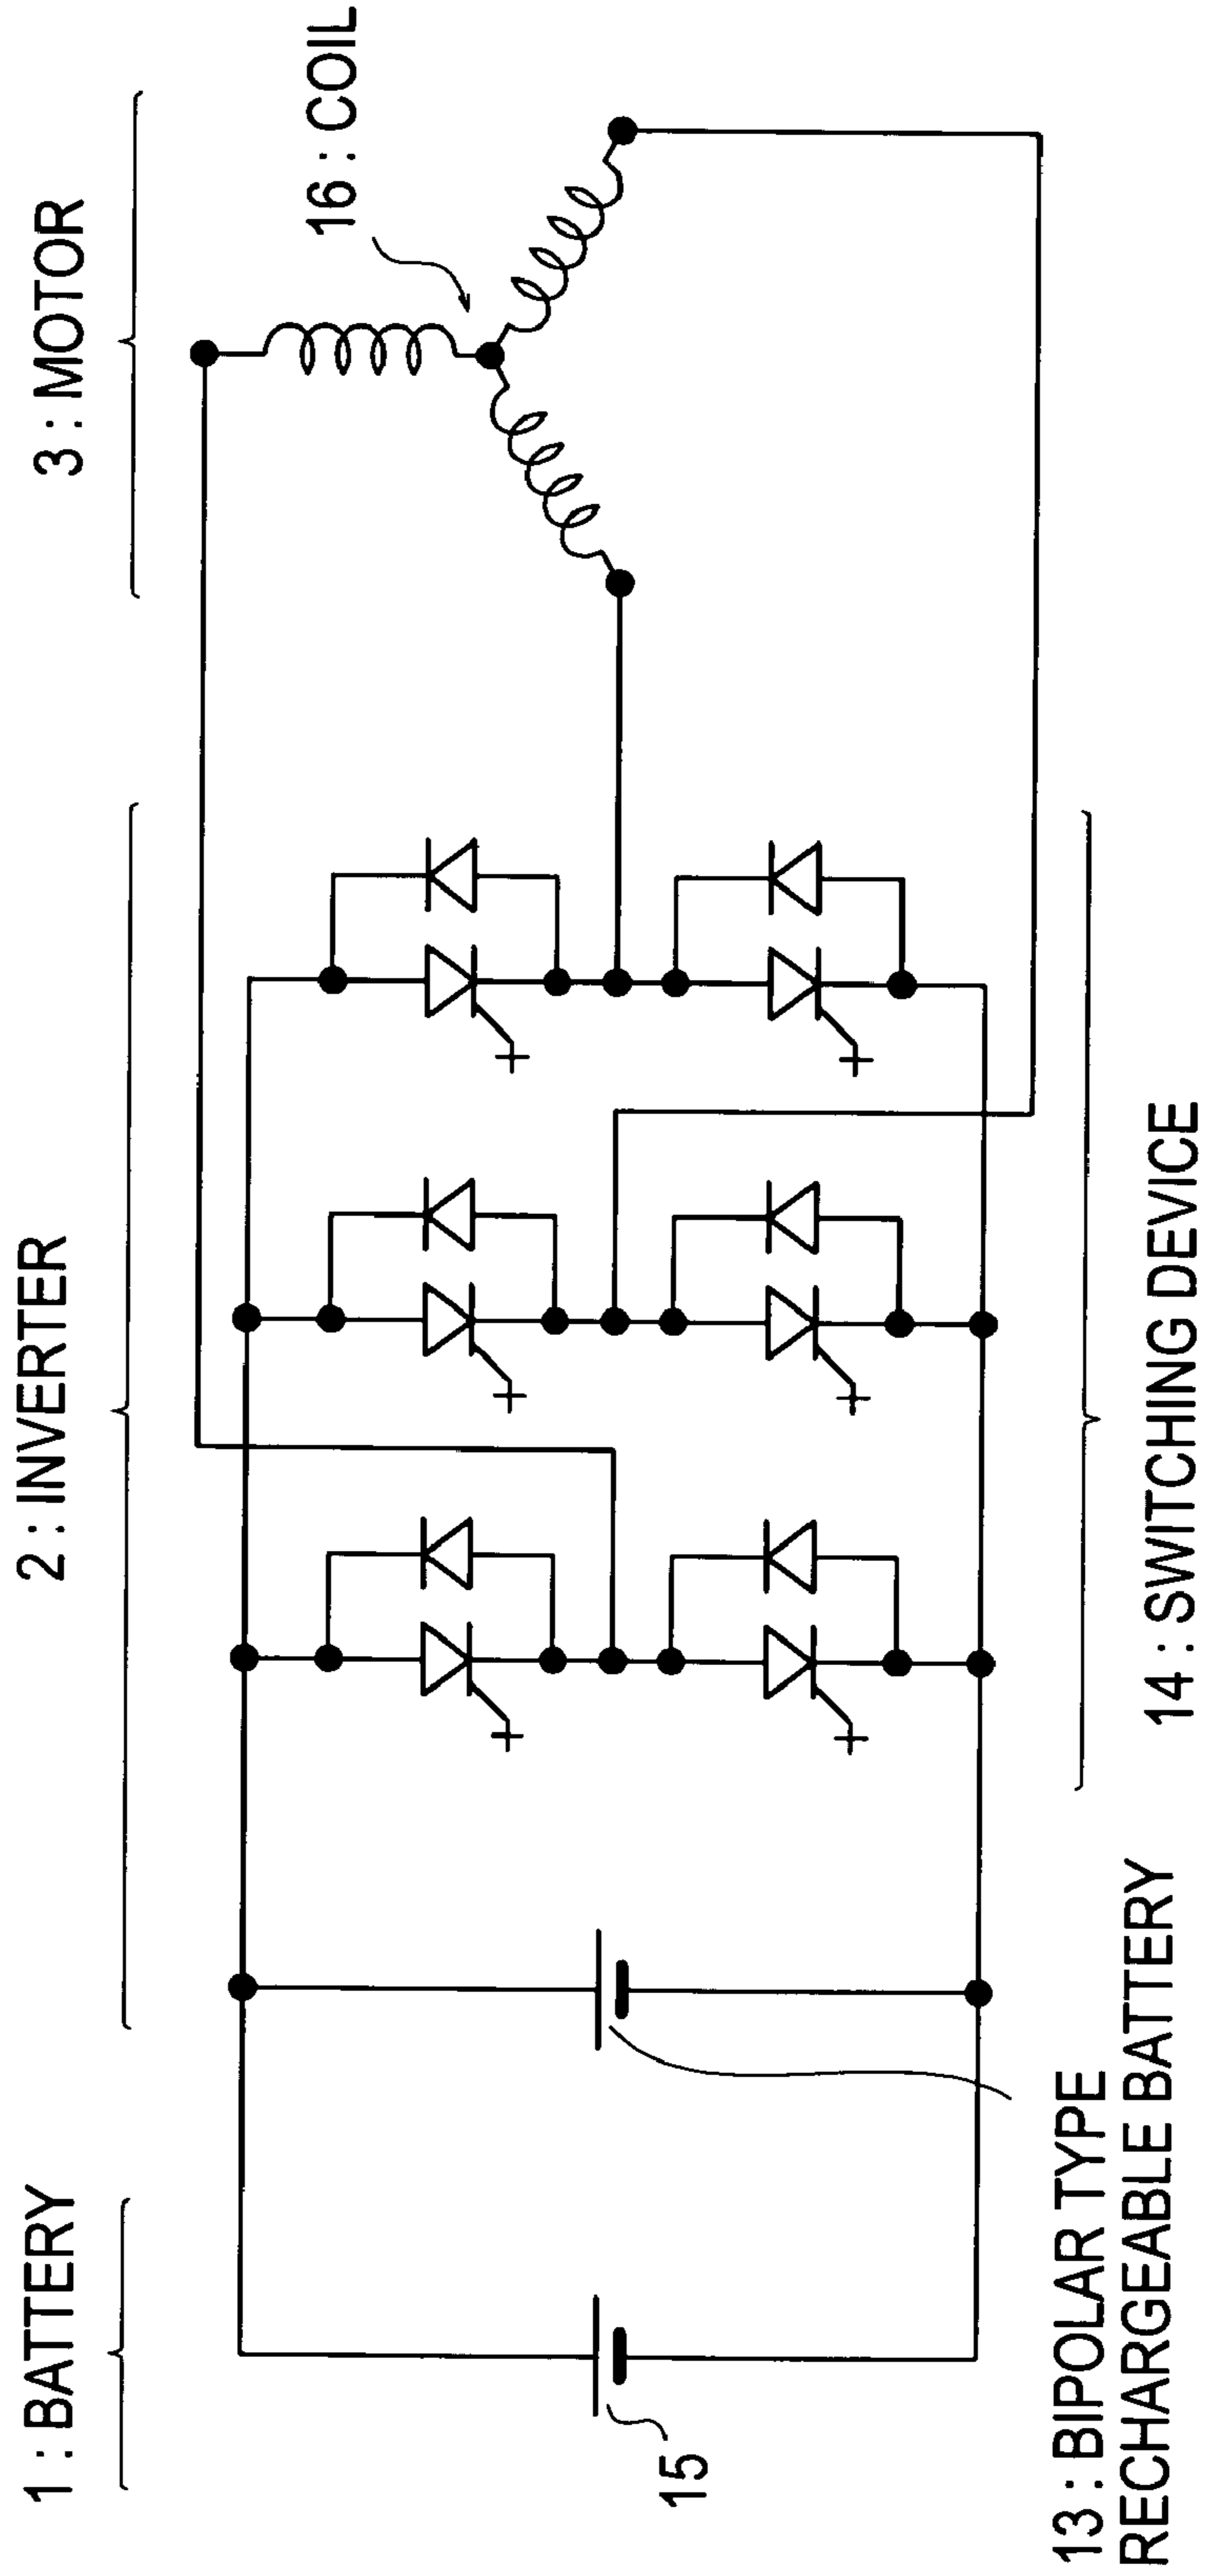 1 : BATTERY
2 : INVERTER
3 : MOTOR
16 : COIL
15
13 : BIPOLAR TYPE
RECHARGEABLE BATTERY
14 : SWITCHING DEVICE